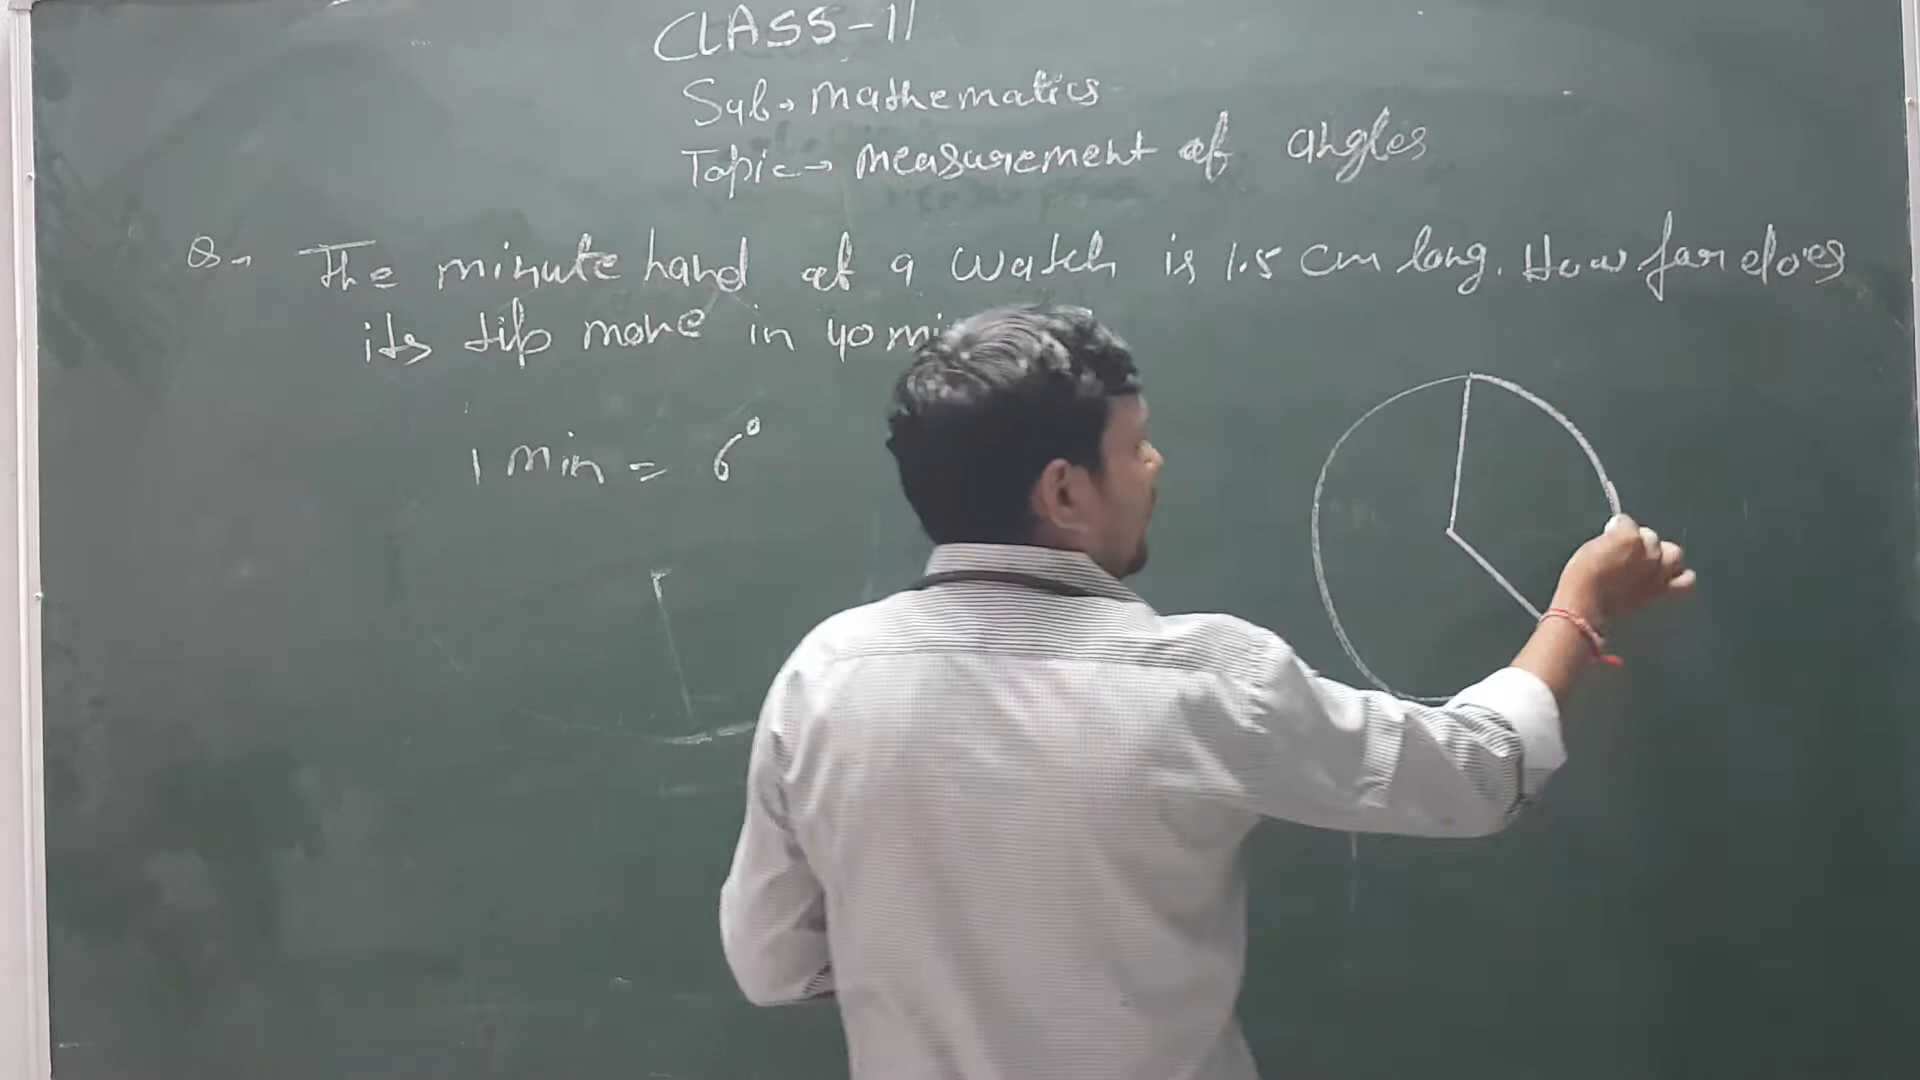 CLASS-11
Sub→ Mathematics
Topic→ Measurement of angles
Q→ The minute hand of a watch is 1.5 cm long. How far does
its tip move in 40 mi
1 min = 6°